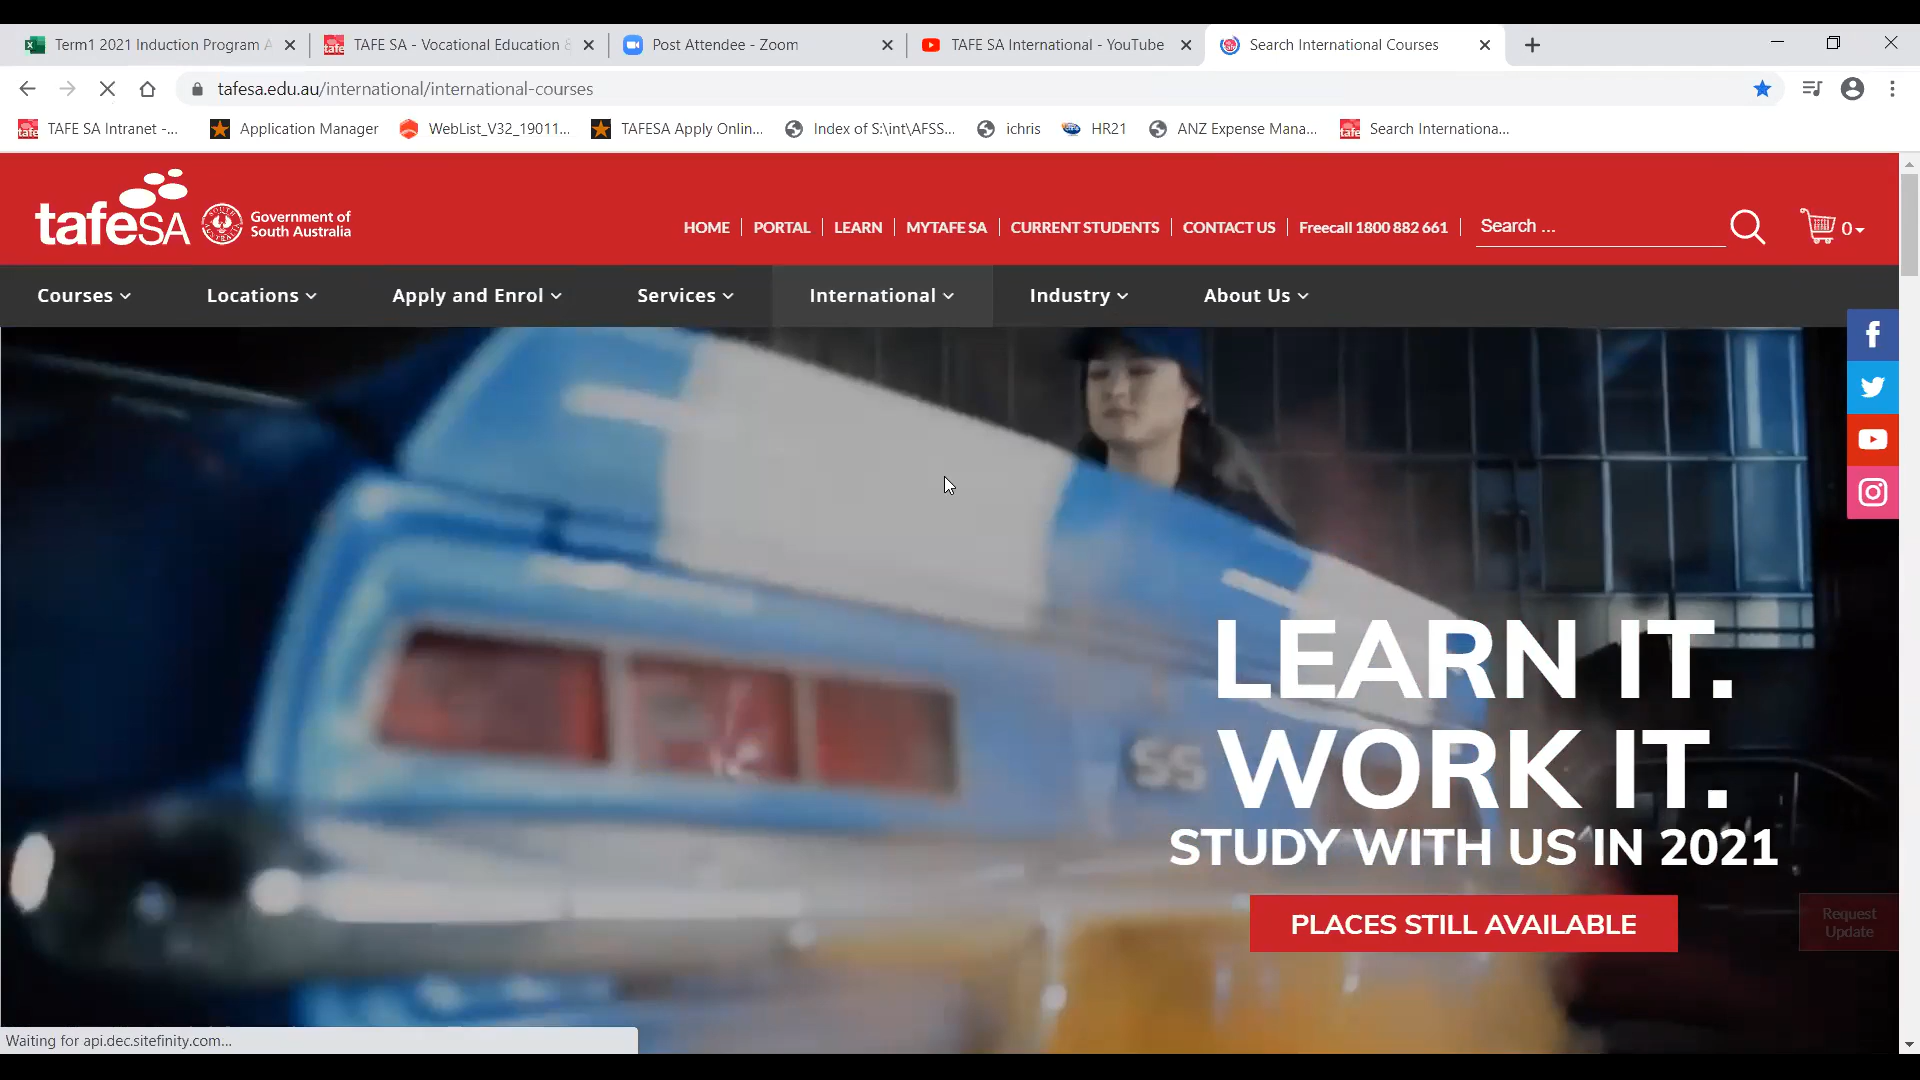 Term1 2021 Induction Program A
TAFE SA - Vocational Education &
Post Attendee - Zoom
TAFE SA International - YouTube
Search International Courses
tafesa.edu.au/international/international-courses
TAFE SA Intranet -...
Application Manager
WebList_V32_19011...
TAFESA Apply Onlin...
Index of S:\int\AFSS...
ichris
HR21
ANZ Expense Mana...
Search Internationa...
tafeSA
Government of
South Australia
HOME
PORTAL
LEARN
MYTAFE SA
CURRENT STUDENTS
CONTACT US
Freecall 1800 882 661
Search ...
0
Courses
Locations
Apply and Enrol
Services
International
Industry
About Us
SS
LEARN IT.
WORK IT.
STUDY WITH US IN 2021
PLACES STILL AVAILABLE
Request
Update
Waiting for api.dec.sitefinity.com...